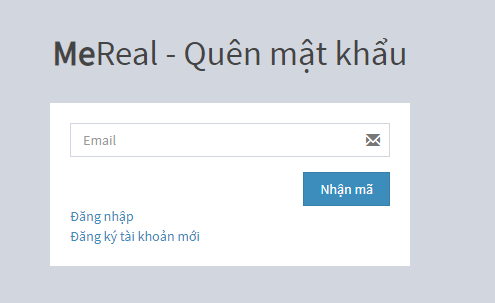 MeReal - Quên mật khẩu
Email
Nhận mã
Đăng nhập
Đăng ký tài khoản mới